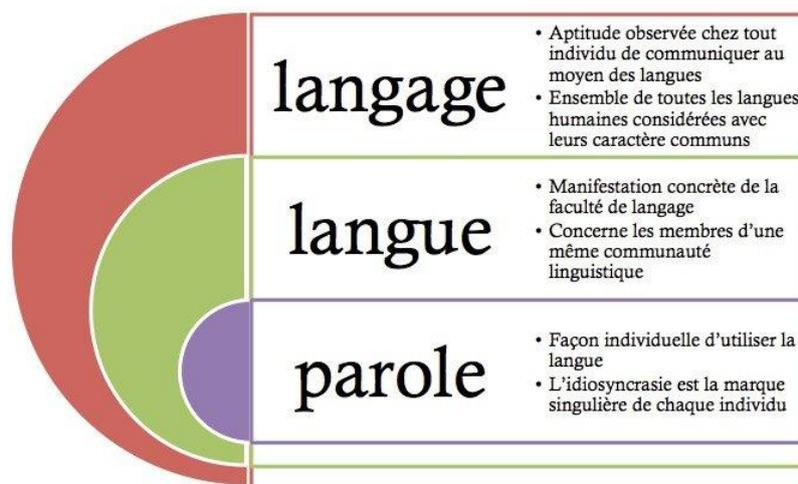 langage
• Aptitude observée chez tout
individu de communiquer au
moyen des langues
• Ensemble de toutes les langues
humaines considérées avec
leurs caractère communs
langue
• Manifestation concrète de la
faculté de langage
• Concerne les membres d'une
même communauté
linguistique
parole
• Façon individuelle d'utiliser la
langue
• L'idiosyncrasie est la marque
singulière de chaque individu